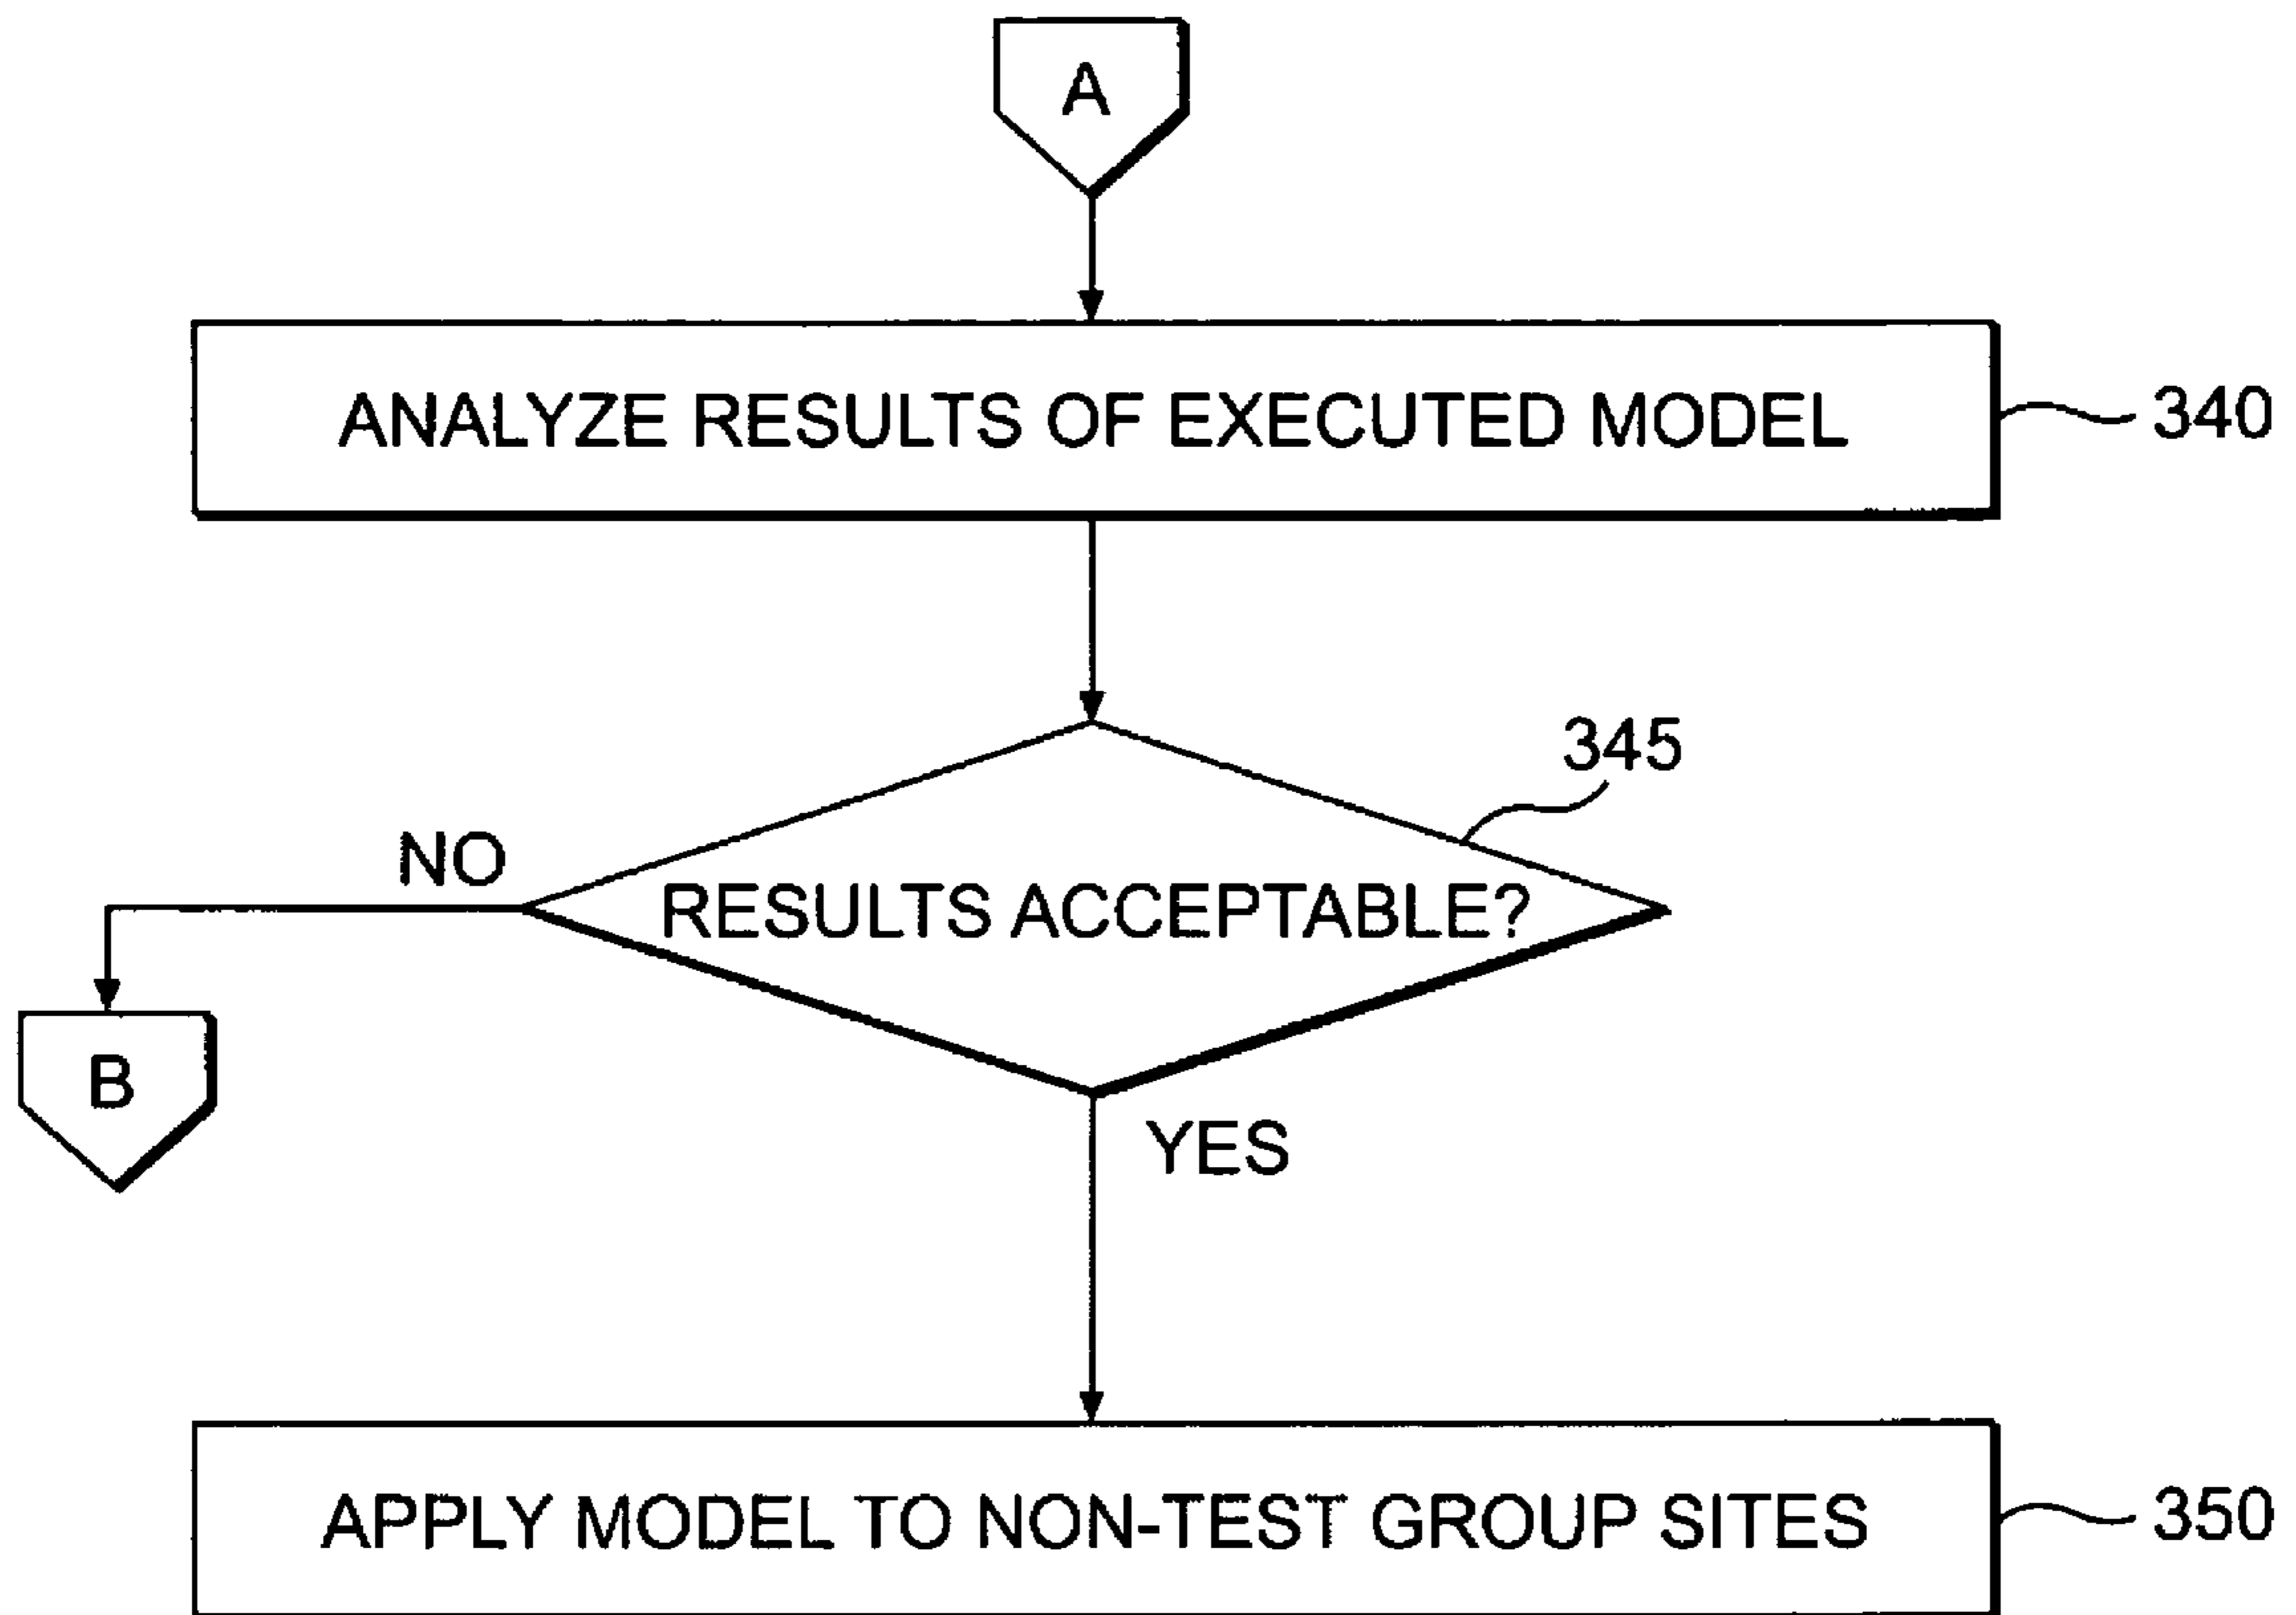 A
ANALYZE RESULTS OF EXECUTED MODEL
340
345
NO
RESULTS ACCEPTABLE?
B
YES
APPLY MODEL TO NON-TEST GROUP SITES
350